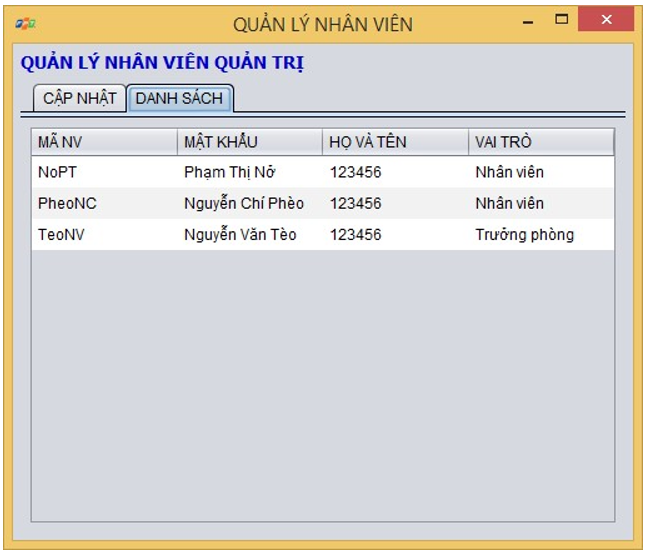 QUẢN LÝ NHÂN VIÊN
QUẢN LÝ NHÂN VIÊN QUẢN TRỊ
CẬP NHẬT DANH SÁCH
MÃ NV MẬT KHẨU HỌ VÀ TÊN VAI TRÒ
NoPT Phạm Thị Nở 123456 Nhân viên
PheoNC Nguyễn Chí Phèo 123456 Nhân viên
TeoNV Nguyễn Văn Tèo 123456 Trưởng phòng